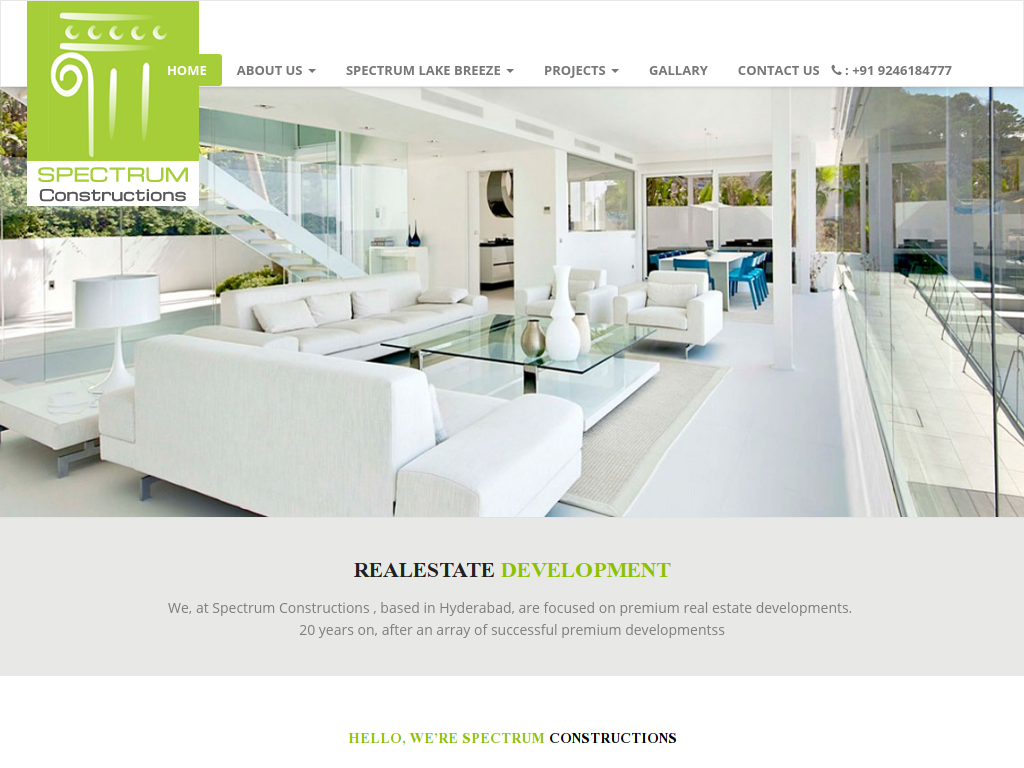 SPECTRUM
Constructions
HOME ABOUT US SPECTRUM LAKE BREEZE PROJECTS GALLARY CONTACT US : +91 9246184777
REALESTATE DEVELOPMENT
We, at Spectrum Constructions , based in Hyderabad, are focused on premium real estate developments.
20 years on, after an array of successful premium developmentss
HELLO, WE'RE SPECTRUM CONSTRUCTIONS